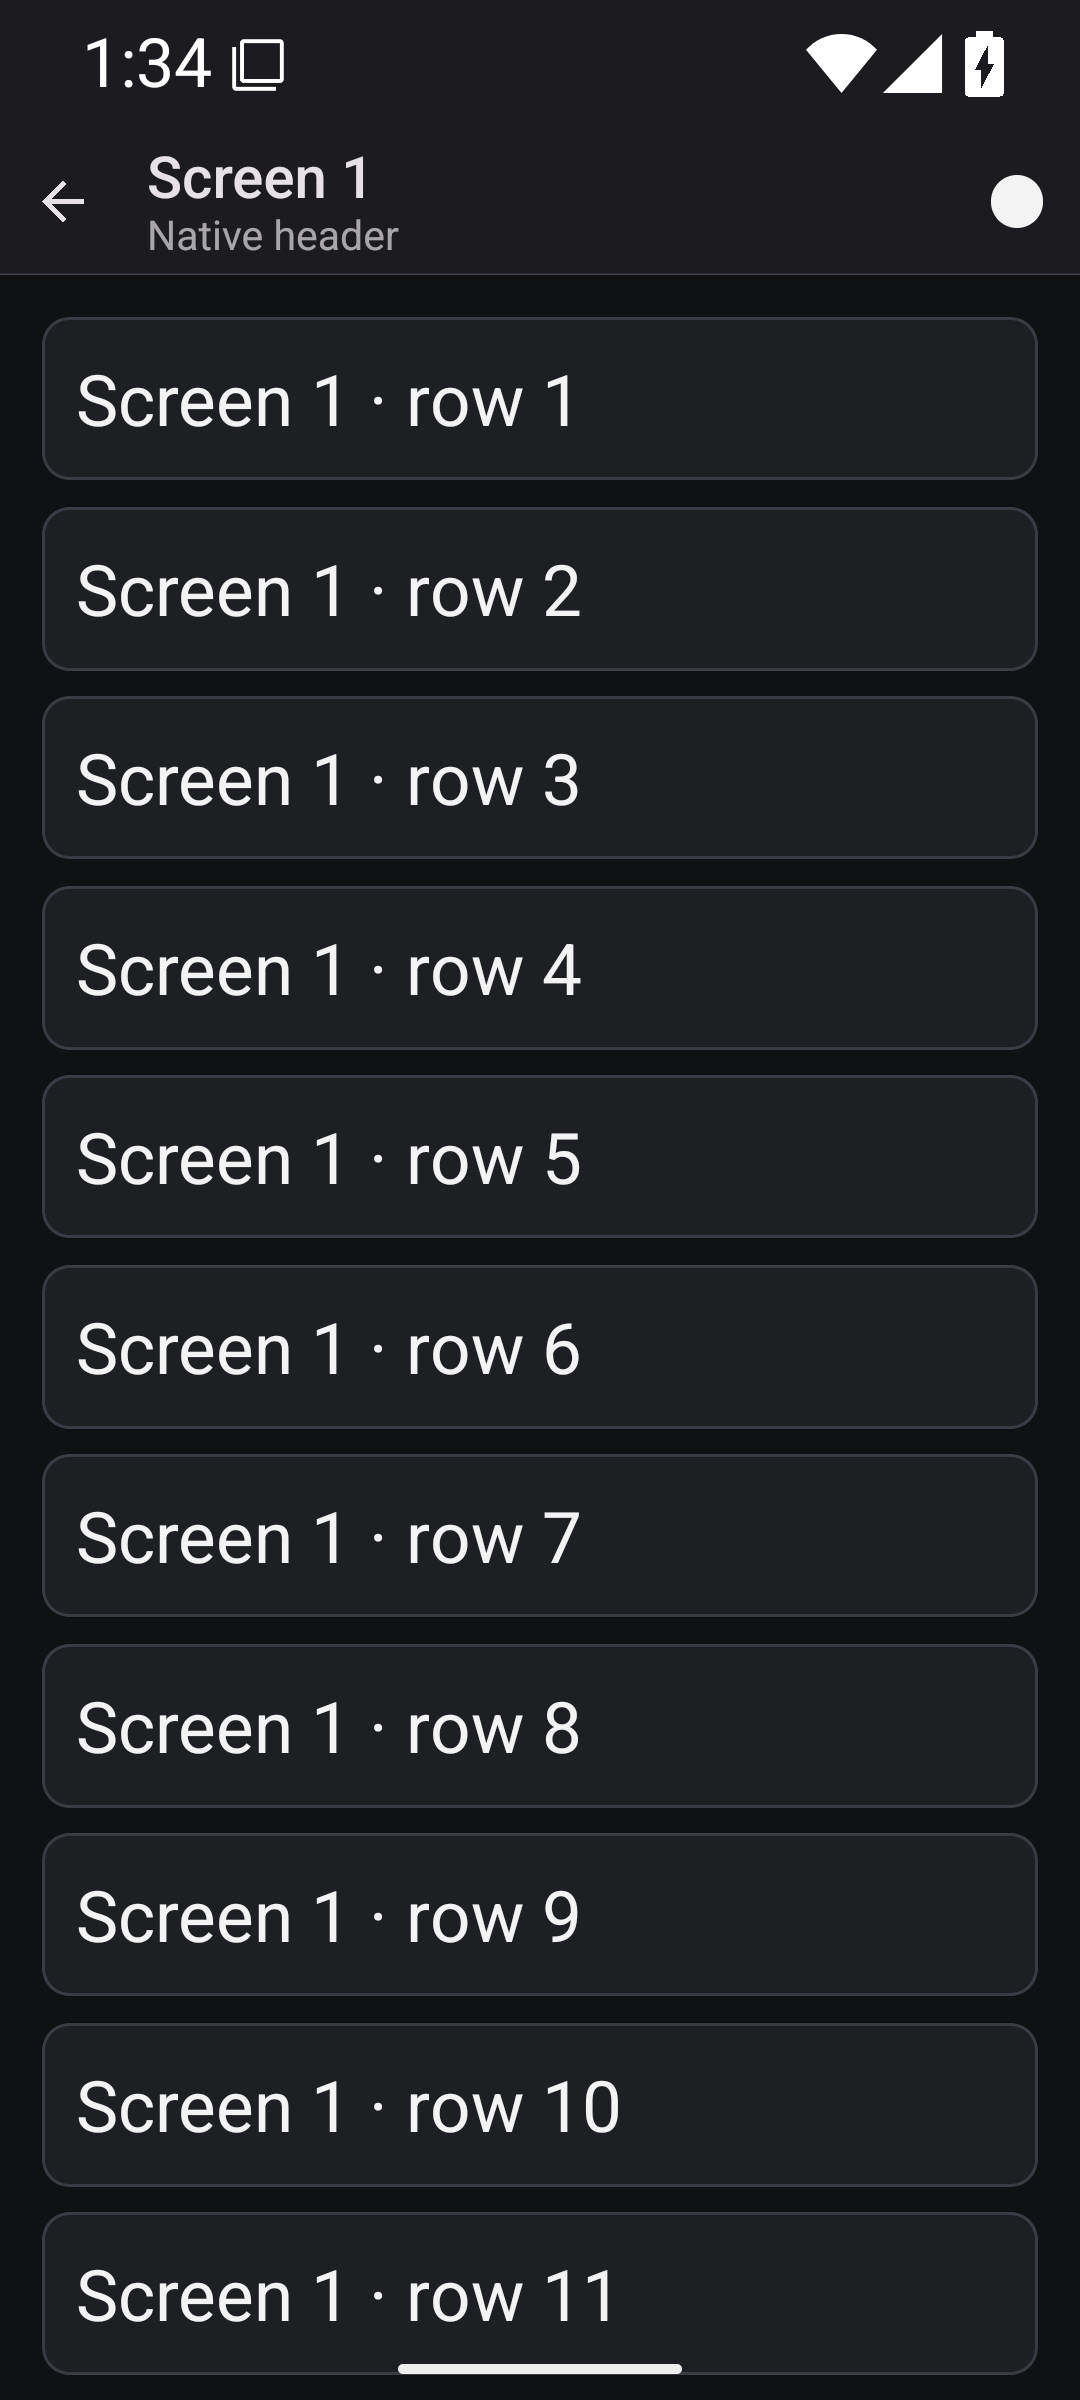 1:34
Screen 1
Native header
Screen 1 · row 1
Screen 1 · row 2
Screen 1 · row 3
Screen 1 · row 4
Screen 1 · row 5
Screen 1 · row 6
Screen 1 · row 7
Screen 1 · row 8
Screen 1 · row 9
Screen 1 · row 10
Screen 1 · row 11